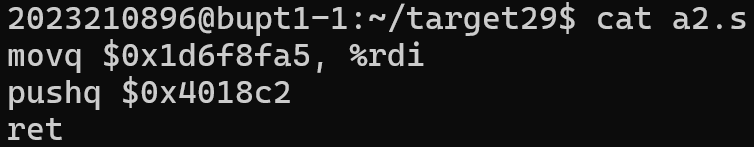 2023210896@bupt1-1:~/target29$ cat a2.s
movq $0x1d6f8fa5, %rdi
pushq $0x4018c2
ret